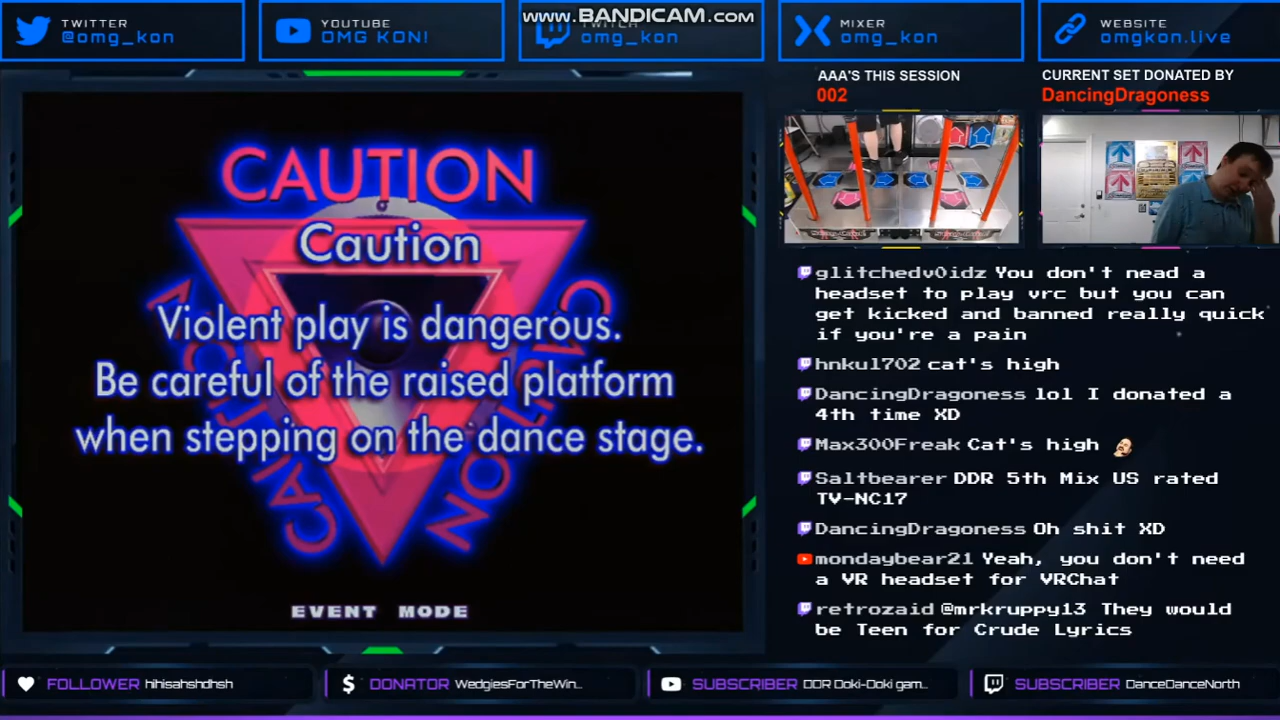 www.BANDICAM.com
TWITTER
@omg_kon
YOUTUBE
OMG KON!
TWITCH
omg_kon
MIXER
omg_kon
WEBSITE
omgkon.live
AAA'S THIS SESSION
002
CURRENT SET DONATED BY
DancingDragoness
CAUTION
CAUTION
CAUTION
Caution
Violent play is dangerous.
Be careful of the raised platform
when stepping on the dance stage.
EVENT MODE
glitchedv0idz You don't nead a
headset to play vrc but you can
get kicked and banned really quick
if you're a pain
hnkul702 cat's high
DancingDragoness lol I donated a
4th time XD
Max300Freak Cat's high
Saltbearer DDR 5th Mix US rated
TV-NC17
DancingDragoness Oh shit XD
mondaybear21 Yeah, you don't need
a VR headset for VRChat
retrozaid @mrkruppy13 They would
be Teen for Crude Lyrics
FOLLOWER hihisahshdhsh
DONATOR WedgiesForTheWin...
SUBSCRIBER DDR Doki-Doki gam...
SUBSCRIBER DanceDanceNorth